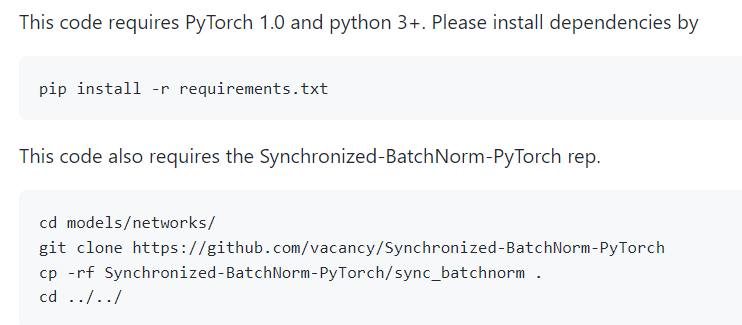 This code requires PyTorch 1.0 and python 3+. Please install dependencies by
pip install -r requirements.txt
This code also requires the Synchronized-BatchNorm-PyTorch rep.
cd models/networks/
git clone https://github.com/vacancy/Synchronized-BatchNorm-PyTorch
cp -rf Synchronized-BatchNorm-PyTorch/sync_batchnorm .
cd ../../